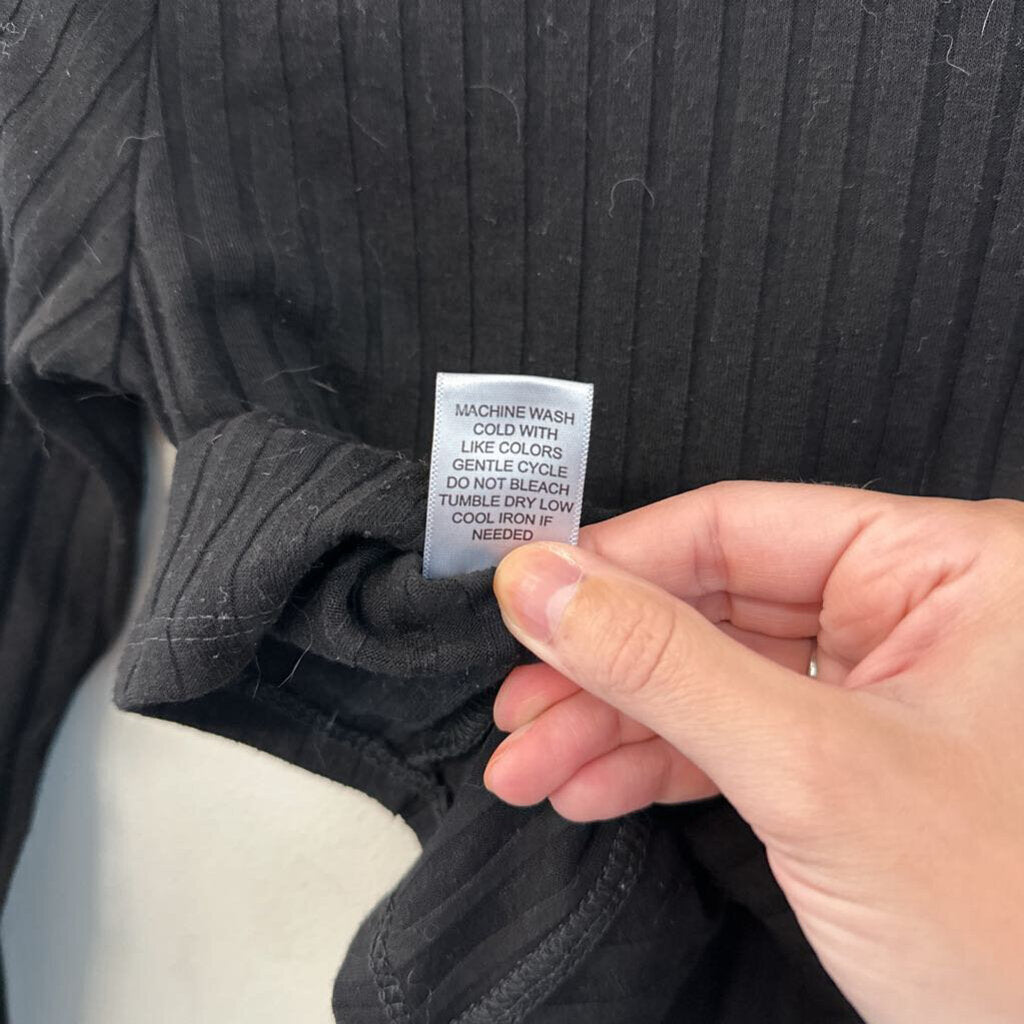 MACHINE WASH
COLD WITH
LIKE COLORS
GENTLE CYCLE
DO NOT BLEACH
TUMBLE DRY LOW
COOL IRON IF
NEEDED